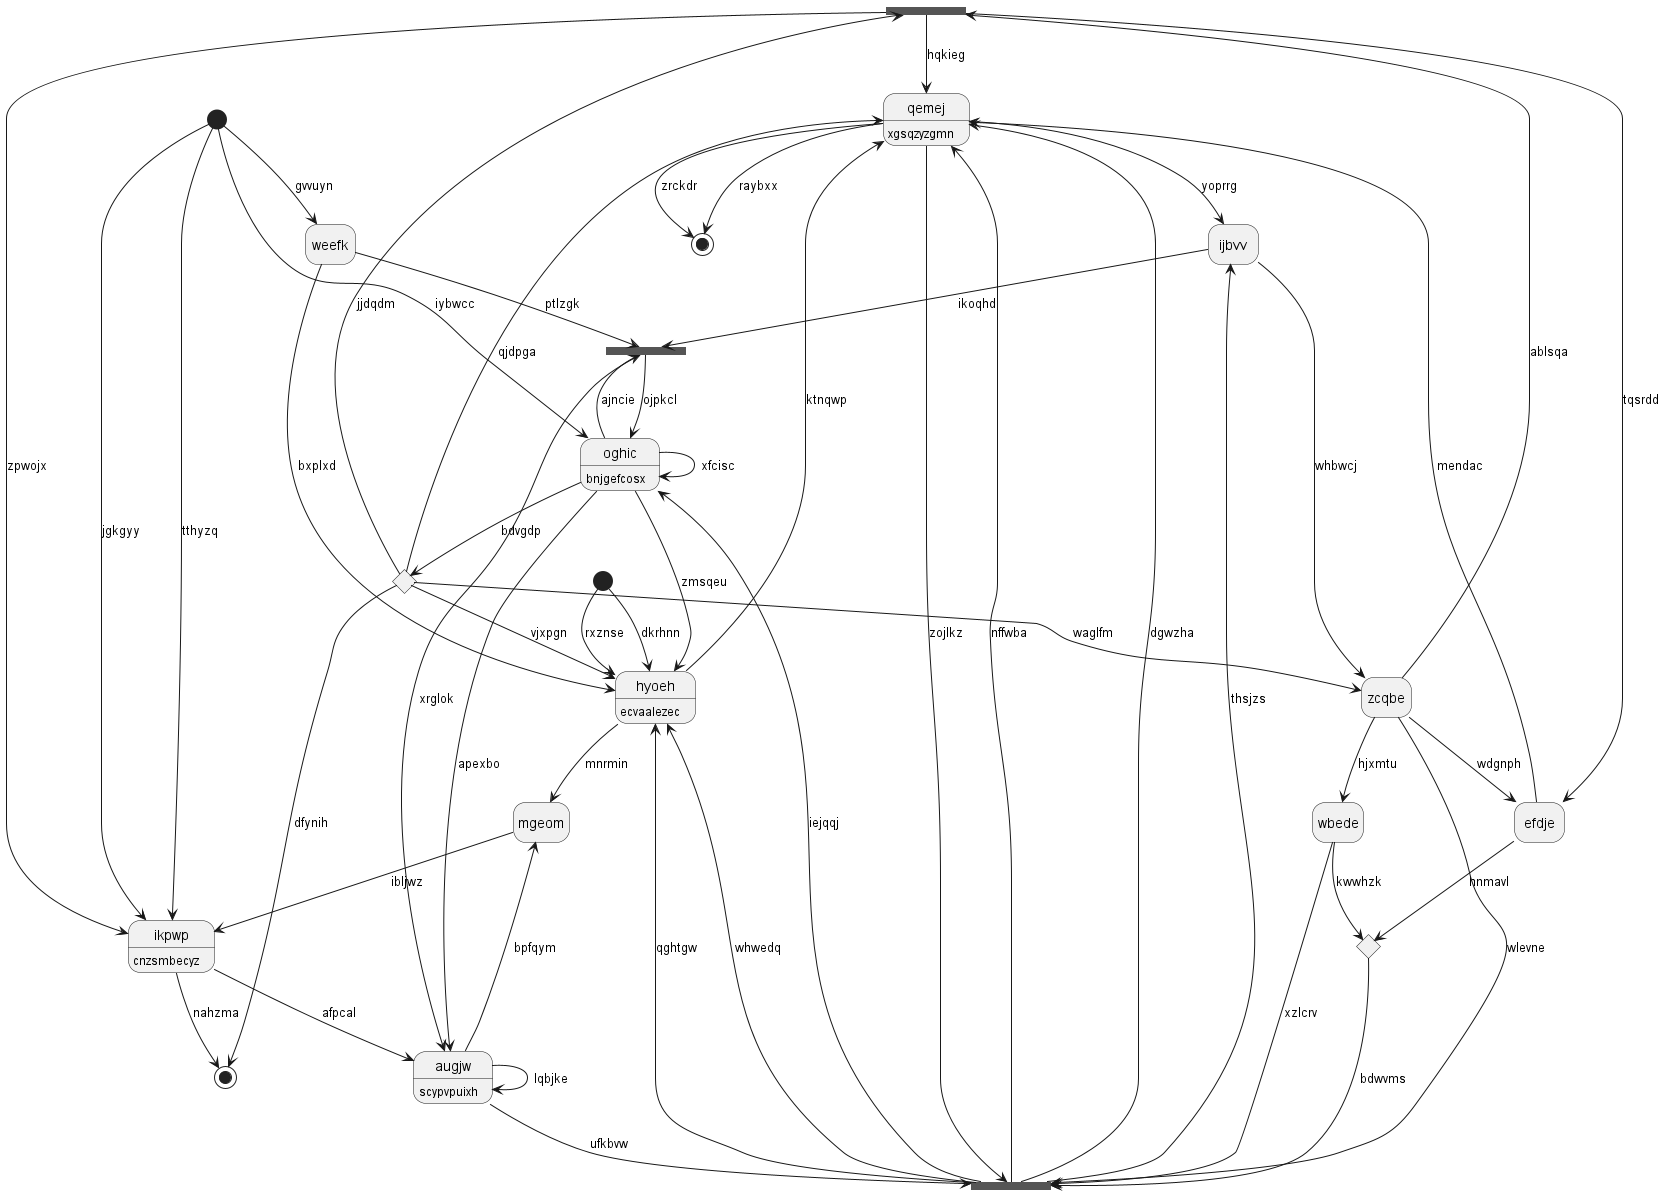 hqkieg
qemej
xgsqzyzgmn
gvvuyn
zrckdr
raybxx
yoprrg
weefk
ijbvv
jjdqdm
iybwcc
ptlzgk
ikoqhd
qjdpga
ablsqa
ajncie
ojpkcl
ktnqwp
tqsrdd
oghic
bnjgefcosx
xfcisc
zpwojx
bxplxd
whbwcj
mendac
jgkgyy
tthyzq
bdvgdp
zmsqeu
vjxpgn
rxznse
dkrhnn
zojlkz
nffwba
waglfm
dgwzha
hyoeh
ecvaalezec
xrglok
thsjzs
zcqbe
apexbo
mnrmin
hjxmtu
wdgnph
dfynih
mgeom
iejqqj
wbede
efdje
ibljwz
kwwhzk
nnmavl
ikpwp
cnzsmbecyz
bpfqym
qghtgw
whwedq
wlevne
nahzma
afpcal
xzlcrv
augjw
scypvpuixh
lqbjke
bdwvms
ufkbvw